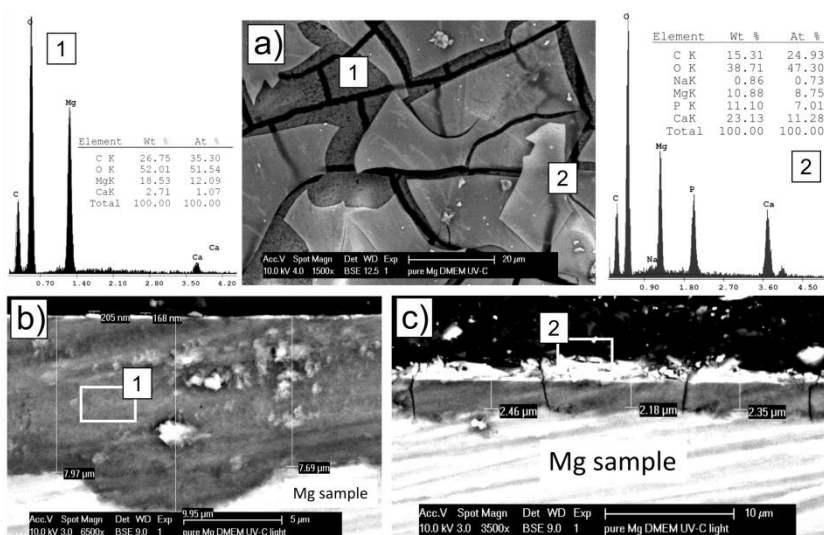 1
O
Mg
C
Ca
Ca
Element Wt % At %
C K 26.75 35.30
O K 52.01 51.54
MgK 18.53 12.09
CaK 2.71 1.07
Total 100.00 100.00
0.70 1.40 2.10 2.80 3.50 4.20
a)
1
2
Acc.V Spot Magn Det WD Exp 20 µm
10.0 kV 4.0 1500x BSE 12.5 1 pure Mg DMEM UV-C
O
Element Wt % At %
C K 15.31 24.93
O K 38.71 47.30
NaK 0.86 0.73
MgK 10.88 8.75
P K 11.10 7.01
CaK 23.13 11.28
Total 100.00 100.00
2
Mg
P
Ca
C
Na
0.90 1.80 2.70 3.60 4.50
b)
205 nm 168 nm
1
7.97 µm
7.69 µm
Mg sample
9.95 µm
Acc.V Spot Magn Det WD Exp 5 µm
10.0 kV 3.0 6500x BSE 9.0 1 pure Mg DMEM UV-C light
c)
2
2.46 µm 2.18 µm 2.35 µm
Mg sample
Acc.V Spot Magn Det WD Exp 10 µm
10.0 kV 3.0 3500x BSE 9.0 1 pure Mg DMEM UV-C light